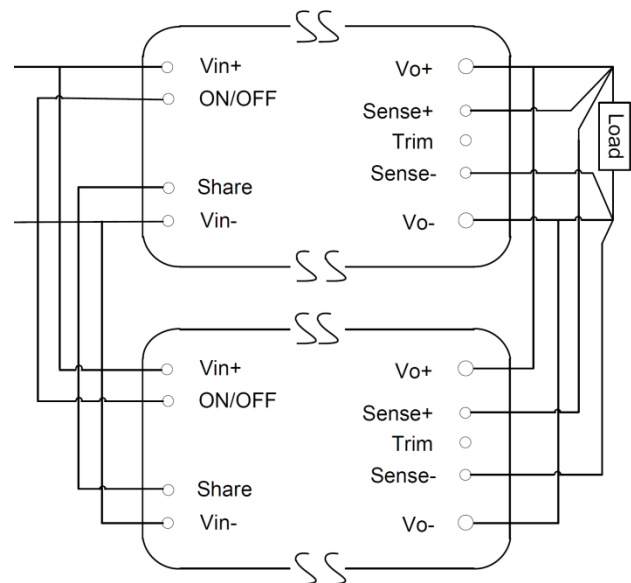 Vin+
Vo+
ON/OFF
Sense+
Trim
Share
Sense-
Vin-
Vo-
Load
Vin+
Vo+
ON/OFF
Sense+
Trim
Sense-
Share
Vin-
Vo-